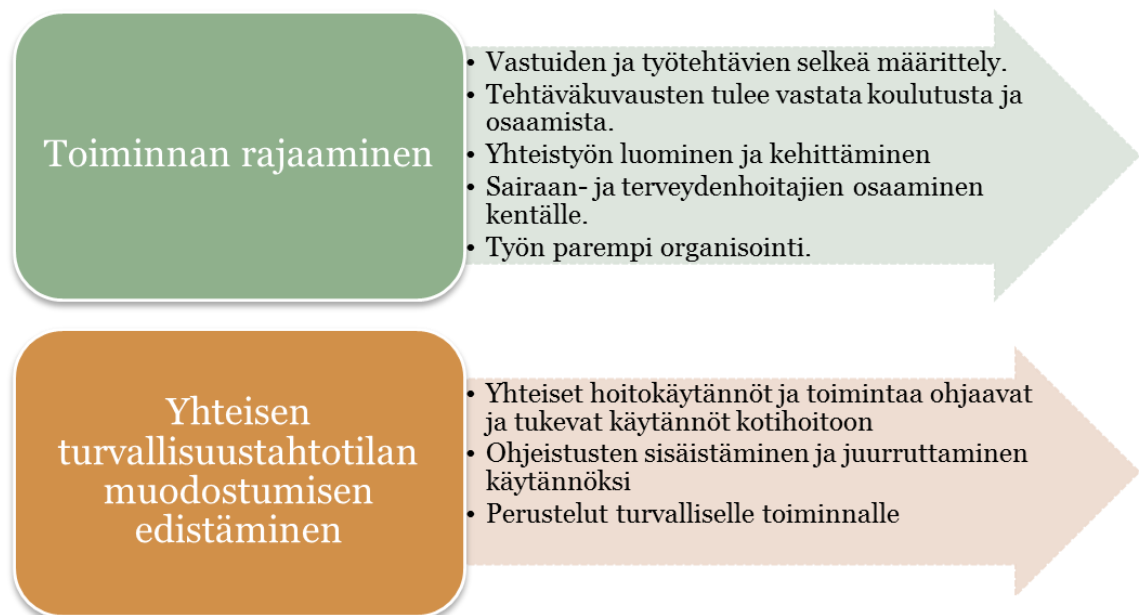 Toiminnan rajaaminen
• Vastuiden ja työtehtävien selkeä määrittely.
• Tehtäväkuvausten tulee vastata koulutusta ja
osaamista.
• Yhteistyön luominen ja kehittäminen
• Sairaan- ja terveydenhoitajien osaaminen
kentälle.
• Työn parempi organisointi.
Yhteisen
turvallisuustahtotilan
muodostumisen
edistäminen
• Yhteiset hoitokäytännöt ja toimintaa ohjaavat
ja tukevat käytännöt kotihoitoon
• Ohjeistusten sisäistäminen ja juurruttaminen
käytännöksi
• Perustelut turvalliselle toiminnalle